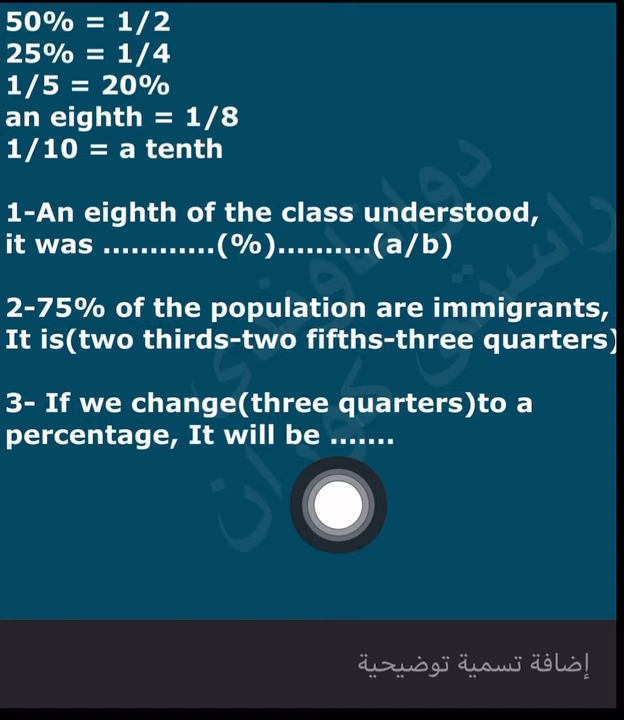 50% = 1/2
25% = 1/4
1/5 = 20%
an eighth = 1/8
1/10 = a tenth
1-An eighth of the class understood,
it was ............(%)..........(a/b)
2-75% of the population are immigrants,
It is(two thirds-two fifths-three quarters)
3- If we change(three quarters)to a
percentage, It will be .......
إضافة تسمية توضيحية